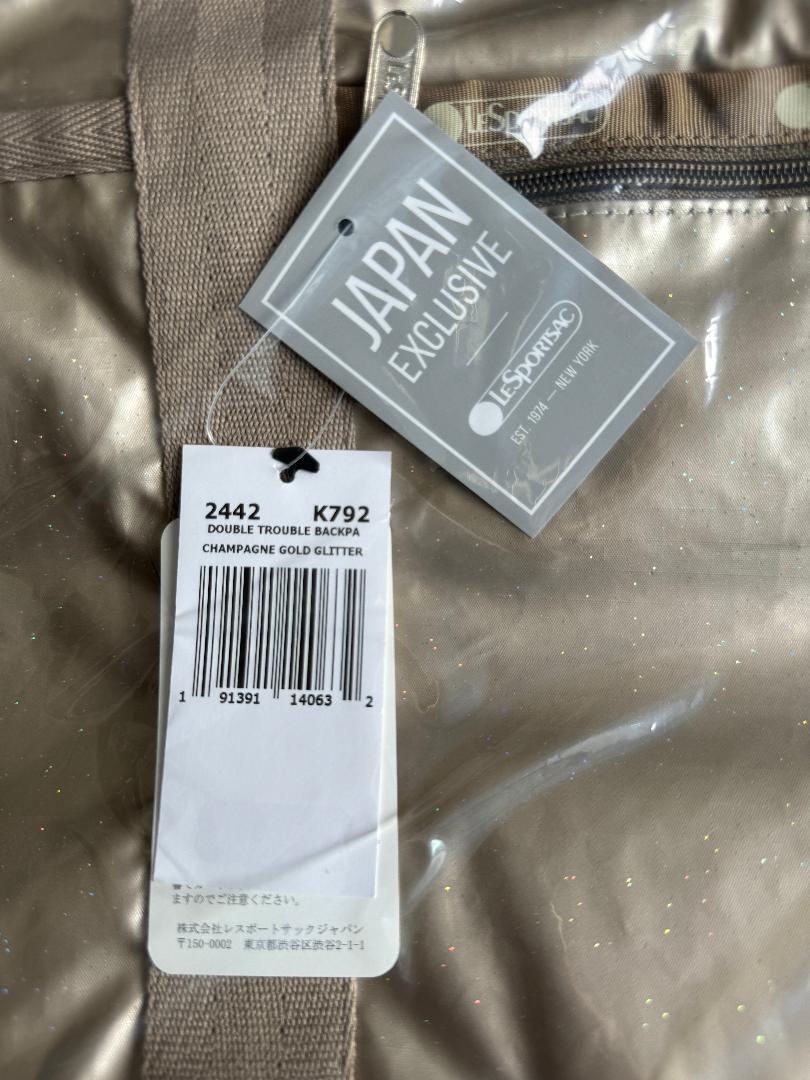 LESPORTSAC
JAPAN
EXCLUSIVE
LESPORTSAC
EST. 1974 — NEW YORK
2442 K792
DOUBLE TROUBLE BACKPA
CHAMPAGNE GOLD GLITTER
1 91391 14063 2
ますのでご注意ください。
株式会社レスポートサックジャパン
〒150-0002 東京都渋谷区渋谷2-1-1